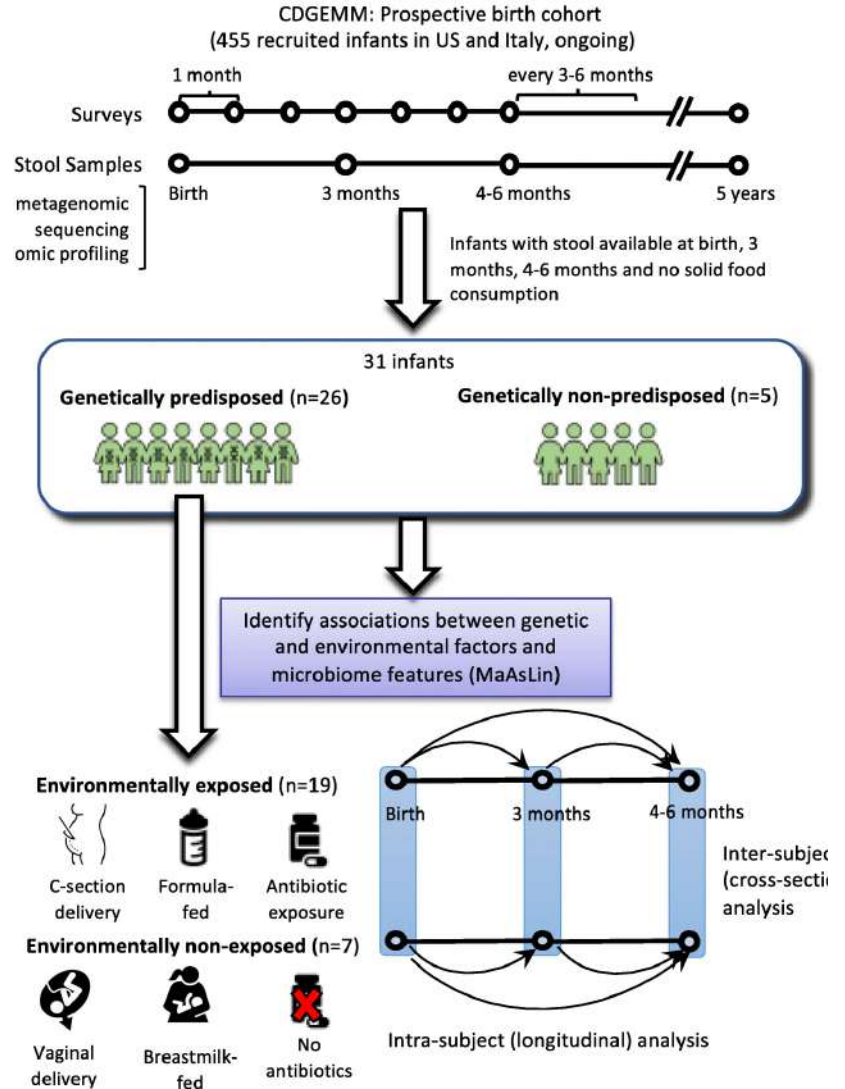 CDGEMM: Prospective birth cohort
(455 recruited infants in US and Italy, ongoing)
1 month
every 3-6 months
Surveys
Stool Samples
metagenomic
sequencing
omic profiling
Birth
3 months
4-6 months
5 years
Infants with stool available at birth, 3
months, 4-6 months and no solid food
consumption
31 infants
Genetically predisposed (n=26)
Genetically non-predisposed (n=5)
Identify associations between genetic
and environmental factors and
microbiome features (MaAsLin)
Environmentally exposed (n=19)
C-section
delivery
Formula-
fed
Antibiotic
exposure
Environmentally non-exposed (n=7)
Vaginal
delivery
Breastmilk-
fed
No
antibiotics
Birth
3 months
4-6 months
Inter-subjec
(cross-sectio
analysis
Intra-subject (longitudinal) analysis